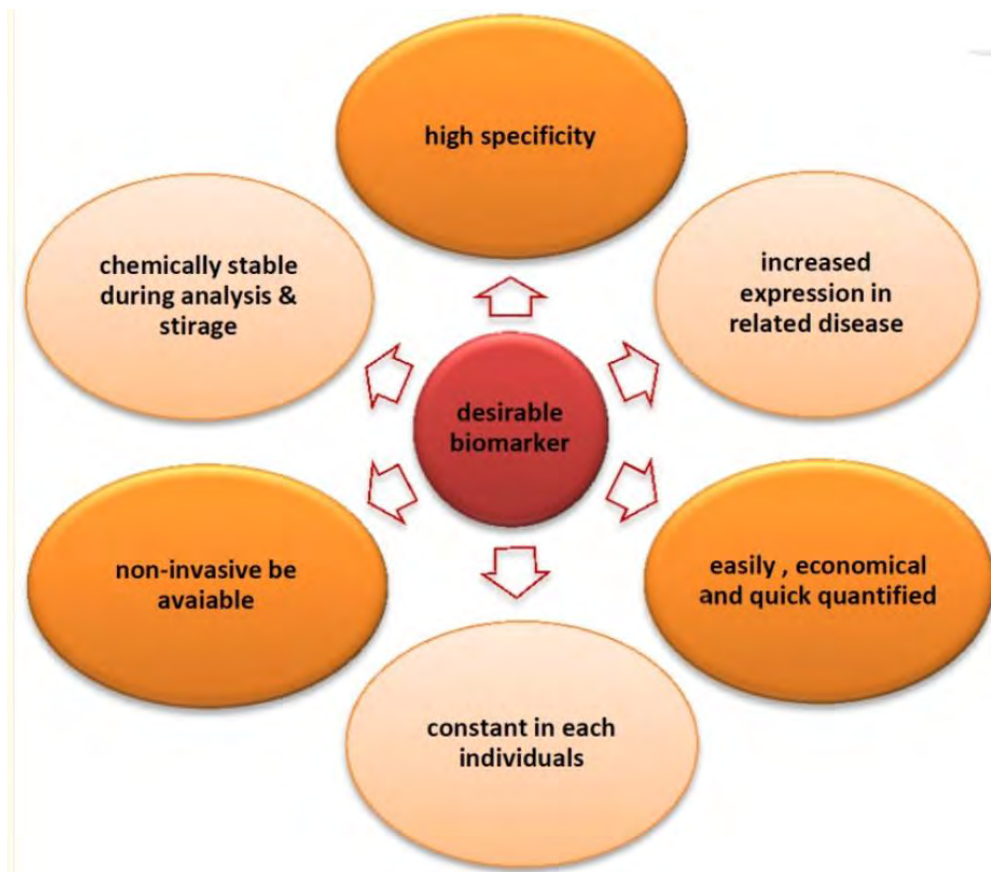 high specificity
chemically stable
during analysis &
stirage
increased
expression in
related disease
desirable
biomarker
non-invasive be
avaiable
easily , economical
and quick quantified
constant in each
individuals